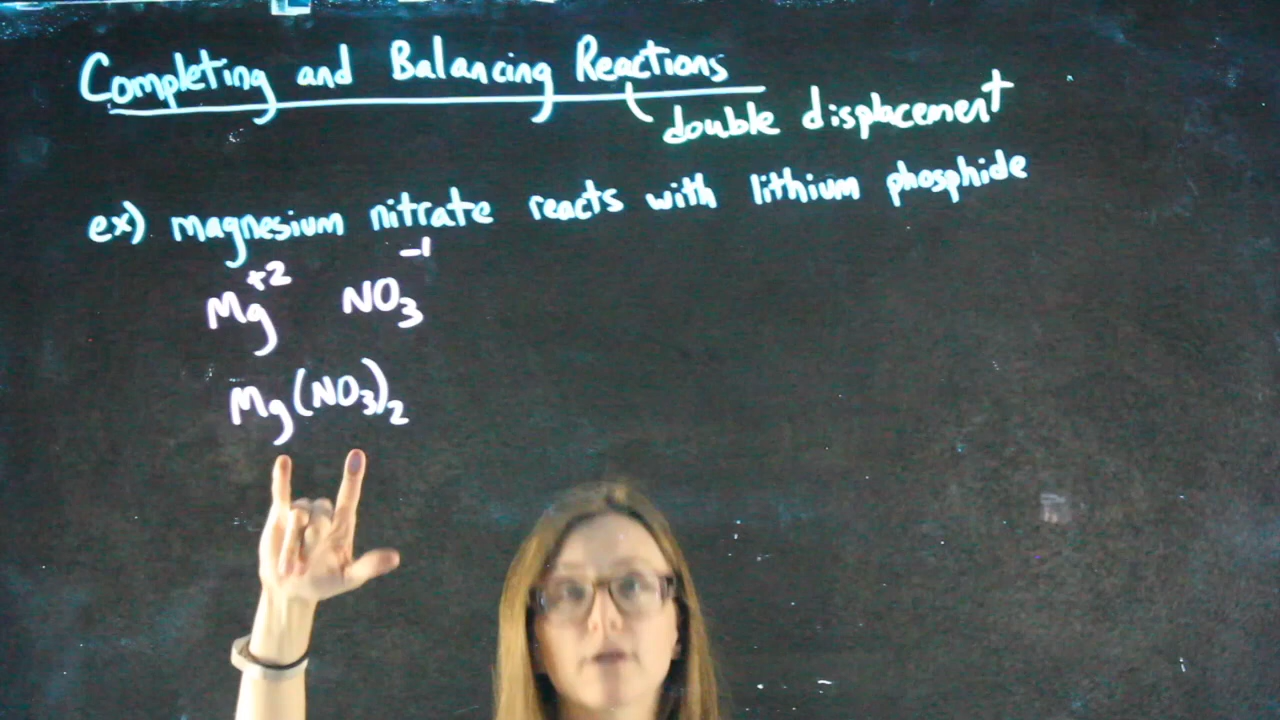 Completing and Balancing Reactions
double displacement
ex) magnesium nitrate reacts with lithium phosphide
Mg⁺² NO₃⁻¹
Mg(NO₃)₂